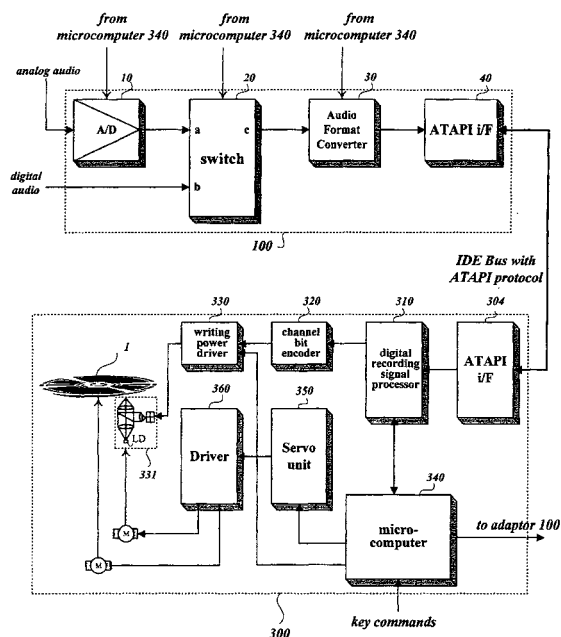 from
microcomputer 340
from
microcomputer 340
from
microcomputer 340
analog audio
10
20
30
40
A/D
a
c
switch
b
Audio
Format
Converter
ATAPI i/F
digital
audio
100
IDE Bus with
ATAPI protocol
330
320
310
304
1
writing
power
driver
channel
bit
encoder
digital
recording
signal
processor
ATAPI
i/F
360
350
LD
331
Driver
Servo
unit
340
micro-
computer
to adaptor 100
M
M
300
key commands